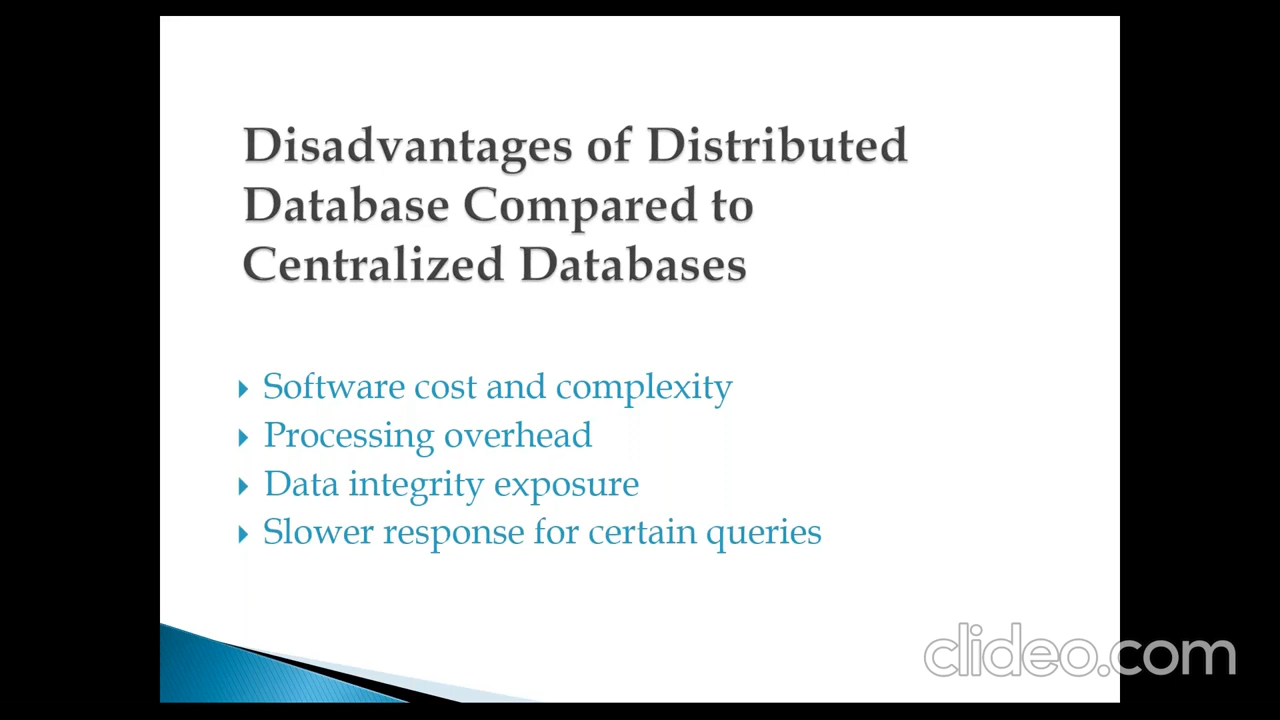 Disadvantages of Distributed
Database Compared to
Centralized Databases
Software cost and complexity
Processing overhead
Data integrity exposure
Slower response for certain queries
clideo.com